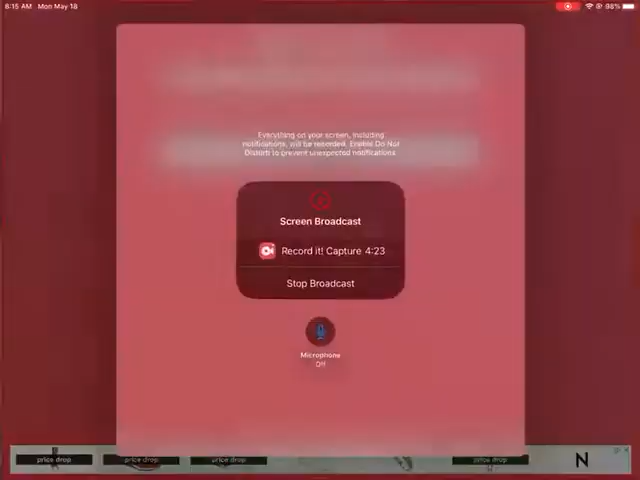 6:15 AM Mon May 18
98%
Everything on your screen, including
notifications, will be recorded. Enable Do Not
Disturb to prevent unexpected notifications.
Screen Broadcast
Record it! Capture 4:23
Stop Broadcast
Microphone
Off
price drop
price drop
price drop
price drop
N